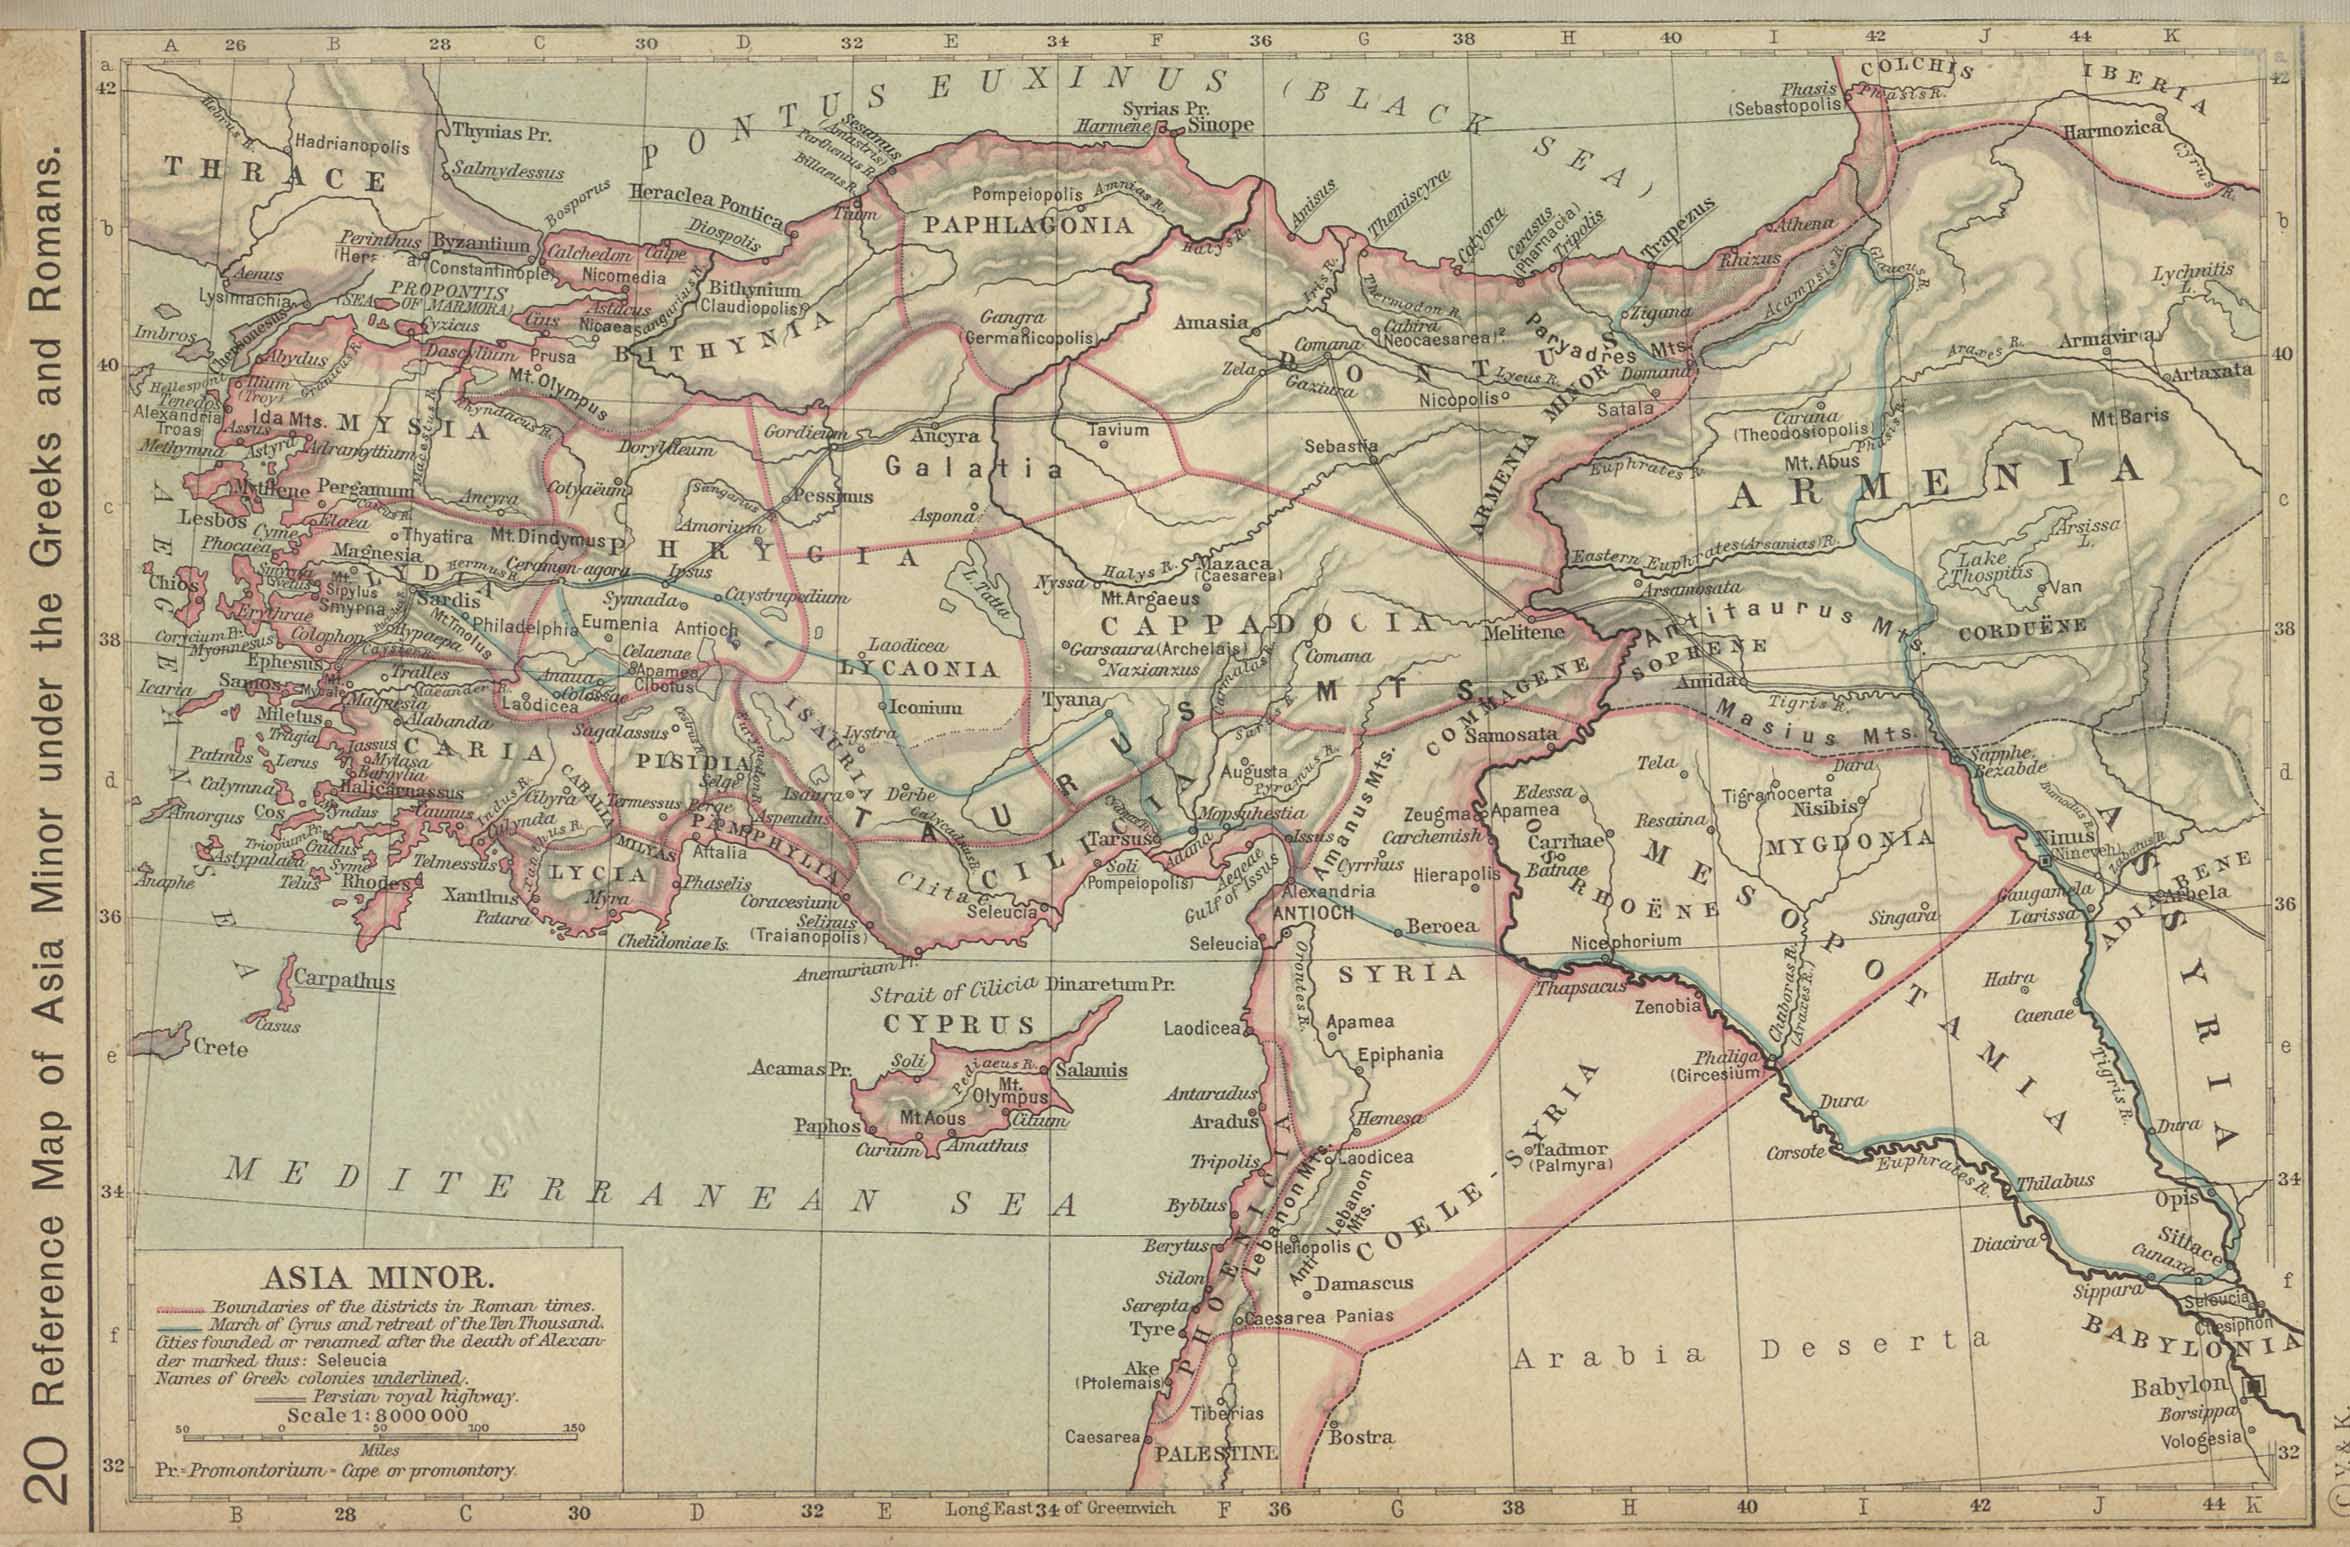 20 Reference Map of Asia Minor under the Greeks and Romans.
A 26 B 28 C 30 D 32 E 34 F 36 G 38 H 40 I 42 J 44 K
PONTUS EUXINUS (BLACK SEA)
COLCHIS
IBERIA
Phasis
(Sebastopolis)
Phasis R.
Harmozica
Cyrus R.
Hebrus R.
Hadrianopolis
Thynias Pr.
THRACE
Salmydessus
Bosporus
Heraclea Pontica
Diospolis
Sesamus
(Amastris)
Parthenius R.
Billaeus R.
Tium
Syrias Pr.
Harmene
Sinope
Pompeiopolis
Amnias R.
PAPHLAGONIA
Halys R.
Amisus
Themiscyra
Cotyora
Cerasus
(Pharnacia)
Tripolis
Trapezus
Rhizus
Athena
Acampsis R.
Glaucus R.
Lychnitis
L.
Perinthus
Byzantium
(Constantinople)
Calchedon
Calpe
Nicomedia
Aenus
Lysimachia
PROPONTIS
(SEA OF MARMORA)
Cyzicus
Cius
Astacus
Nicaea
Sangarius R.
Bithynium
(Claudiopolis)
BITHYNIA
Imbros
Chersonesus
Abydus
Granicus R.
Dascylium
Prusa
Mt. Olympus
Gangra
(Germanicopolis)
Amasia
Iris R.
Thermodon R.
Cabira
(Neocaesarea)?
Comana
Zela
Gaziura
PONTUS
Lycus R.
Nicopolis
Paryadres Mts.
Zigana
Domana
Satala
ARMENIA MINOR
Araxes R.
Armavira
Artaxata
Mt. Baris
Carana
(Theodosiopolis)
Phasis R.
Mt. Abus
ARMENIA
Hellespont
Tenedos
Ilium
(Troy)
Alexandria
Troas
Ida Mts.
MYSIA
Assus
Astyra
Adramyttium
Methymna
Macestus R.
Rhyndacus R.
Dorylaeum
Gordieum
Ancyra
Galatia
Tavium
Sebastia
Euphrates R.
Mytilene
Lesbos
Pergamum
Caicus R.
Ancyra
Cotyaëum
Sangarius R.
Pessinus
Amorium
Aspona
AEGEAN SEA
Elaea
Cyme
Phocaea
Thyatira
Mt. Dindymus
PHRYGIA
Magnesia
Hermus R.
Ceramon-agora
Ipsus
LYDIA
Chios
Smyrna
Mt.
Sipylus
Sardis
Synnada
Caystrupedium
L. Tatta
Nyssa
Halys R.
Mazaca
(Caesarea)
Mt. Argaeus
Eastern Euphrates (Arsanias) R.
Arsamosata
Arsissa
L.
Lake
Thospitis
Van
Erythrae
Colophon
Hypaepa
Mt. Tmolus
Philadelphia
Eumenia
Antioch
Laodicea
CAPPADOCIA
Melitene
Antitaurus Mts.
SOPHENE
CORDUËNE
Corycium Pr.
Myonnesus
Ephesus
Cayster R.
Celaenae
Apamea
Cibotus
LYCAONIA
Garsaura (Archelais)
Nazianzus
Comana
Icaria
Samos
Mt.
Mycale
Tralles
Maeander R.
Anaua
Colossae
Laodicea
Iconium
Tyana
Sarus R.
COMMAGENE
Amida
Tigris R.
Masius Mts.
Miletus
Magnesia
Alabanda
Sagalassus
Cestrus R.
Eurymedon R.
ISAURIA
Lystra
TAURUS MTS
Samosata
Tragia
Patmos
Lerus
Jassus
CARIA
Mylasa
Bargylia
Halicarnassus
PISIDIA
Selge
Augusta
Pyramus R.
Amanus Mts.
Tela
Dara
Sapphe
Bezabde
Calymna
Cos
Myndus
Caunus
Calynda
Indus R.
Cibyra
CABALIA
Termessus
Perge
Aspendus
Isaura
Derbe
Zeugma
Apamea
Edessa
Tigranocerta
Nisibis
Amorgus
Triopium Pr.
Cnidus
Astypalaea
Syme
Telus
Rhodes
Telmessus
Xanthus R.
MILYAS
PAMPHYLIA
Attalia
Calycadnus R.
CILICIA
Tarsus
Cydnus R.
Mopsuhestia
Adana
Issus
Carchemish
Carrhae
Resaina
MYGDONIA
Ninus
(Nineveh)
Zabatus R.
Anaphe
LYCIA
Xanthus
Patara
Myra
Phaselis
Coracesium
Selinus
(Traianopolis)
Clitae
Seleucia
Soli
(Pompeiopolis)
Aegeae
Gulf of Issus
Alexandria
Cyrrhus
Hierapolis
Batnae
OSRHOËNE
MESOPOTAMIA
Gaugamela
Arbela
ADIABENE
ASSYRIA
Chelidoniae Is.
Anemurium Pr.
ANTIOCH
Seleucia
Beroea
Nicephorium
Singara
Larissa
Carpathus
Casus
Crete
Strait of Cilicia
Dinaretum Pr.
CYPRUS
Orontes R.
SYRIA
Thapsacus
Zenobia
Chaboras R.
(Araxes R.)
Hatra
Caenae
Acamas Pr.
Soli
Pediaeus R.
Salamis
Mt.
Olympus
Mt. Aous
Citium
Paphos
Curium
Amathus
Laodicea
Apamea
Epiphania
Phaliga
(Circesium)
Tigris R.
Antaradus
Aradus
Hemesa
Dura
Dura
Tripolis
Laodicea
Tadmor
(Palmyra)
Corsote
Euphrates R.
Thilabus
Opis
MEDITERRANEAN SEA
Byblus
Lebanon Mts.
Anti Lebanon
Mts.
COELE-SYRIA
Berytus
PHOENICIA
Heliopolis
Diacira
Sittace
Cunaxa
Sidon
Damascus
Sippara
Seleucia
Ctesiphon
Sarepta
Tyre
Caesarea Panias
BABYLONIA
Arabia Deserta
Ake
(Ptolemais)
Babylon
Tiberias
Borsippa
Caesarea
PALESTINE
Bostra
Vologesia
ASIA MINOR.
Boundaries of the districts in Roman times.
March of Cyrus and retreat of the Ten Thousand.
Cities founded or renamed after the death of Alexan-
der marked thus: Seleucia
Names of Greek colonies underlined.
Persian royal highway.
Scale 1:8000000
50 0 50 100 150
Miles
Pr.=Promontorium=Cape or promontory.
a 42 b 40 c 38 d 36 e 34 f 32
a 42 b 40 c 38 d 36 e 34 f 32
B 28 C 30 D 32 E Long. East 34 of Greenwich F 36 G 38 H 40 I 42 J 44 K